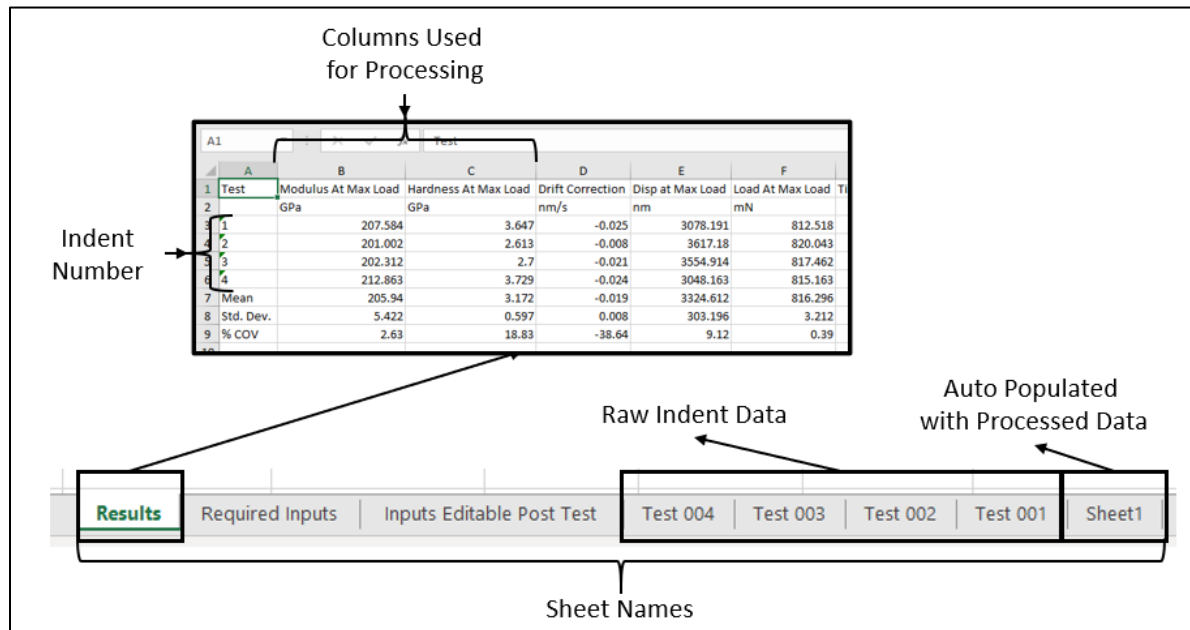 Columns Used
for Processing
A1
Test
A B C D E F
1 Test Modulus At Max Load Hardness At Max Load Drift Correction Disp at Max Load Load At Max Load Ti
2 GPa GPa nm/s nm mN
3 1 207.584 3.647 -0.025 3078.191 812.518
4 2 201.002 2.613 -0.008 3617.18 820.043
5 3 202.312 2.7 -0.021 3554.914 817.462
6 4 212.863 3.729 -0.024 3048.163 815.163
7 Mean 205.94 3.172 -0.019 3324.612 816.296
8 Std. Dev. 5.422 0.597 0.008 303.196 3.212
9 % COV 2.63 18.83 -38.64 9.12 0.39
10
Indent
Number
Raw Indent Data
Auto Populated
with Processed Data
Results Required Inputs Inputs Editable Post Test Test 004 Test 003 Test 002 Test 001 Sheet1
Sheet Names